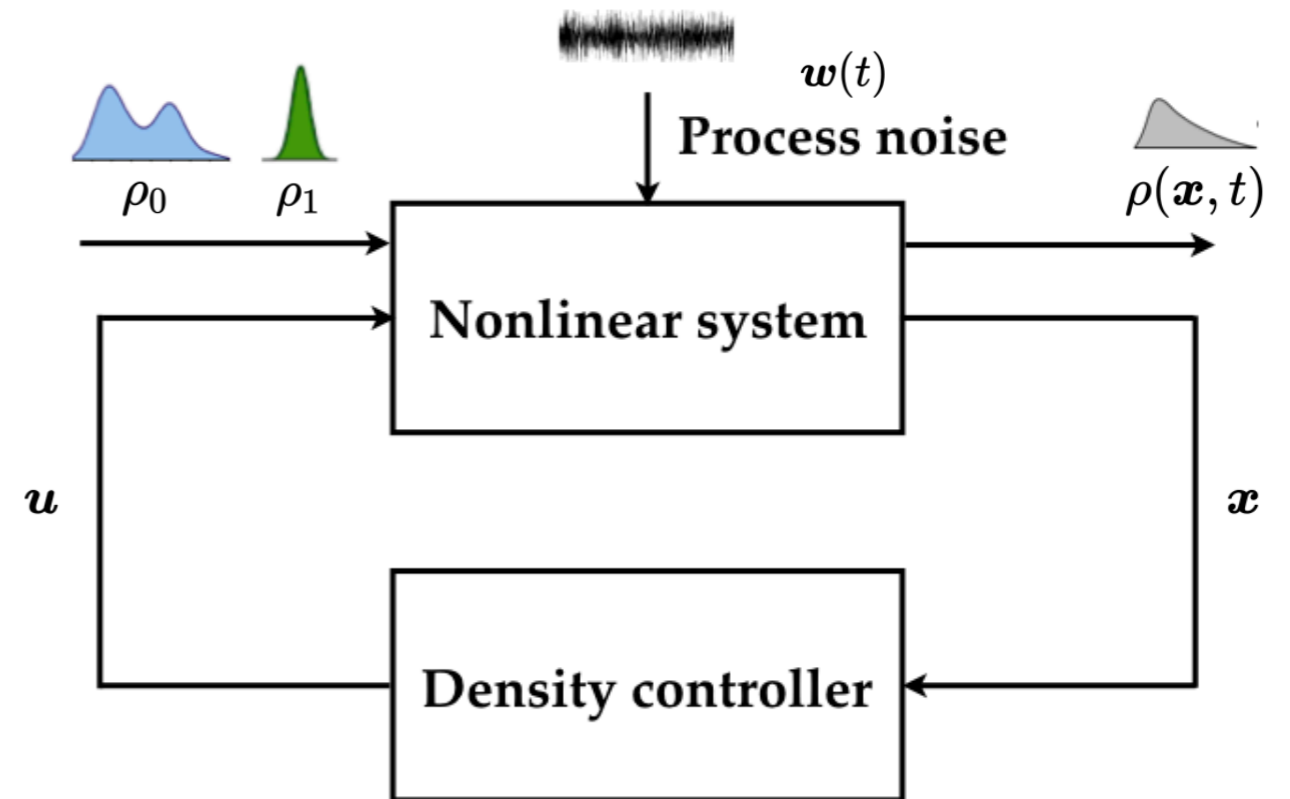 w(t)
Process noise
ρ₀
ρ₁
ρ(x, t)
Nonlinear system
u
x
Density controller